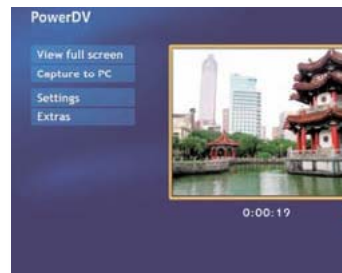 PowerDV
View full screen
Capture to PC
Settings
Extras
0:00:19